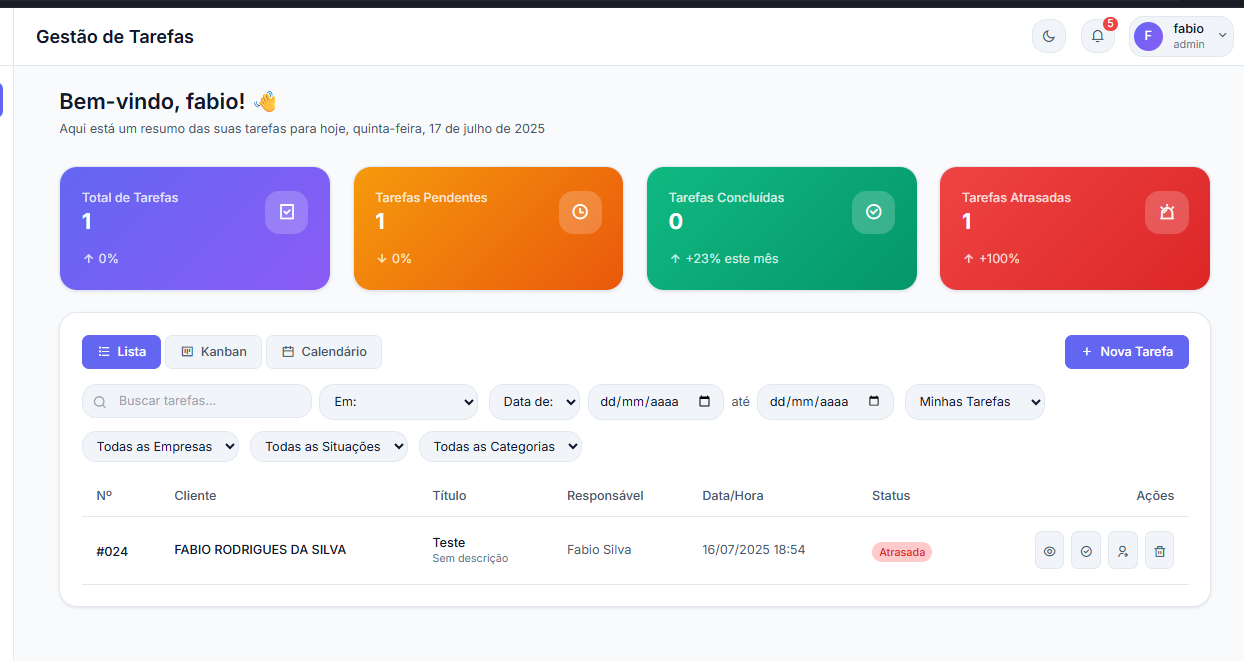 Gestão de Tarefas
5
F
fabio
admin
Bem-vindo, fabio! 👋
Aqui está um resumo das suas tarefas para hoje, quinta-feira, 17 de julho de 2025
Total de Tarefas
1
↑ 0%
Tarefas Pendentes
1
↓ 0%
Tarefas Concluídas
0
↑ +23% este mês
Tarefas Atrasadas
1
↑ +100%
Lista Kanban Calendário + Nova Tarefa
Buscar tarefas... Em: Data de: dd/mm/aaaa até dd/mm/aaaa Minhas Tarefas
Todas as Empresas Todas as Situações Todas as Categorias
Nº Cliente Título Responsável Data/Hora Status Ações
#024 FABIO RODRIGUES DA SILVA Teste Fabio Silva 16/07/2025 18:54 Atrasada
Sem descrição